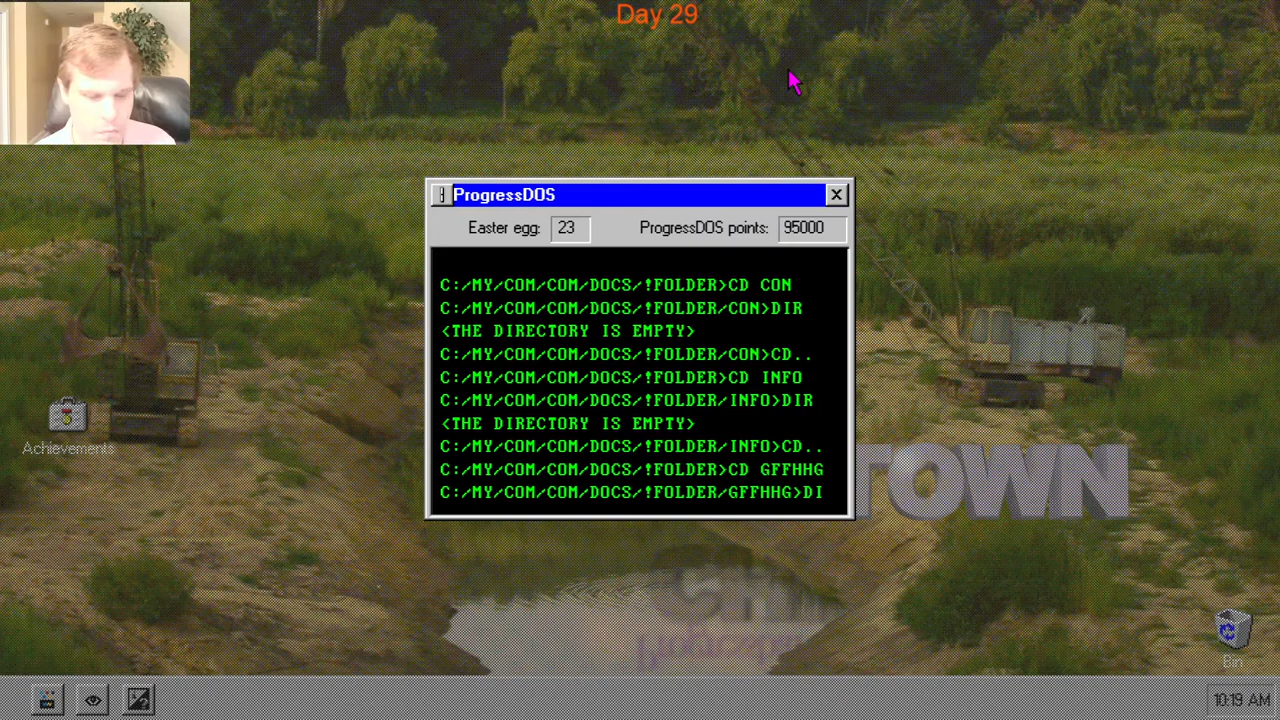 Day 29
ProgressDOS
Easter egg: 23 ProgressDOS points: 95000
C:/MY/COM/COM/DOCS/!FOLDER>CD CON
C:/MY/COM/COM/DOCS/!FOLDER/CON>DIR
<THE DIRECTORY IS EMPTY>
C:/MY/COM/COM/DOCS/!FOLDER/CON>CD..
C:/MY/COM/COM/DOCS/!FOLDER>CD INFO
C:/MY/COM/COM/DOCS/!FOLDER/INFO>DIR
<THE DIRECTORY IS EMPTY>
C:/MY/COM/COM/DOCS/!FOLDER/INFO>CD..
C:/MY/COM/COM/DOCS/!FOLDER>CD GFFHHG
C:/MY/COM/COM/DOCS/!FOLDER/GFFHHG>DI
Achievements
TOWN
Bin
10:19 AM